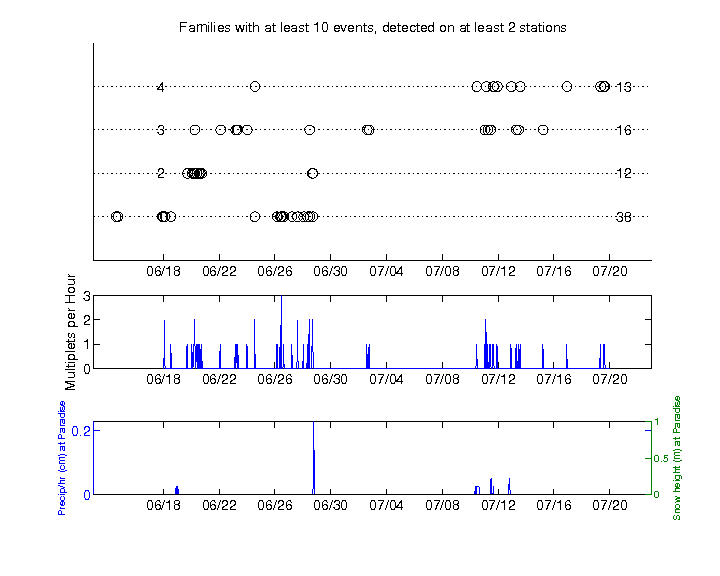 Families with at least 10 events, detected on at least 2 stations
4 13
3 16
2 12
36
06/18 06/22 06/26 06/30 07/04 07/08 07/12 07/16 07/20
Multiplets per Hour
3
2
1
0
06/18 06/22 06/26 06/30 07/04 07/08 07/12 07/16 07/20
Precip/hr (cm) at Paradise
0.2
0
1
0.5
0
Snow height (m) at Paradise
06/18 06/22 06/26 06/30 07/04 07/08 07/12 07/16 07/20